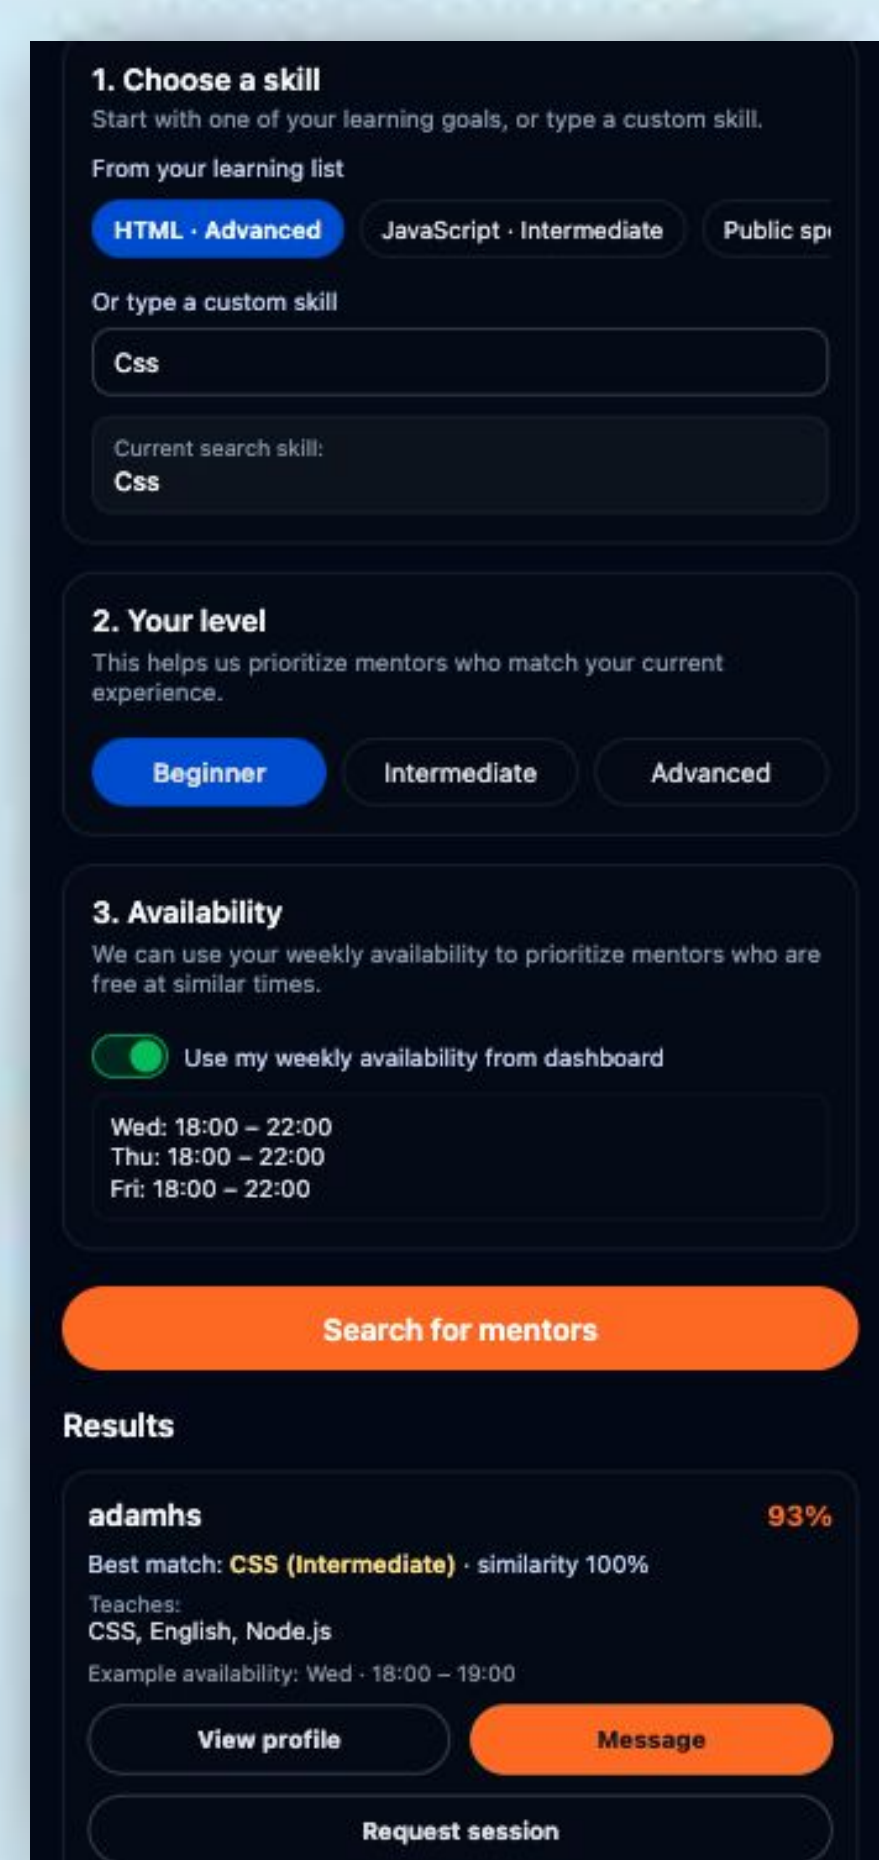 1. Choose a skill
Start with one of your learning goals, or type a custom skill.
From your learning list
HTML · Advanced
JavaScript · Intermediate
Public
Or type a custom skill
Css
Current search skill:
Css
2. Your level
This helps us prioritize mentors who match your current
experience.
Beginner
Intermediate
Advanced
3. Availability
We can use your weekly availability to prioritize mentors who are
free at similar times.
Use my weekly availability from dashboard
Wed: 18:00 – 22:00
Thu: 18:00 – 22:00
Fri: 18:00 – 22:00
Search for mentors
Results
adamhs
93%
Best match: CSS (Intermediate) · similarity 100%
Teaches:
CSS, English, Node.js
Example availability: Wed · 18:00 – 19:00
View profile
Message
Request session